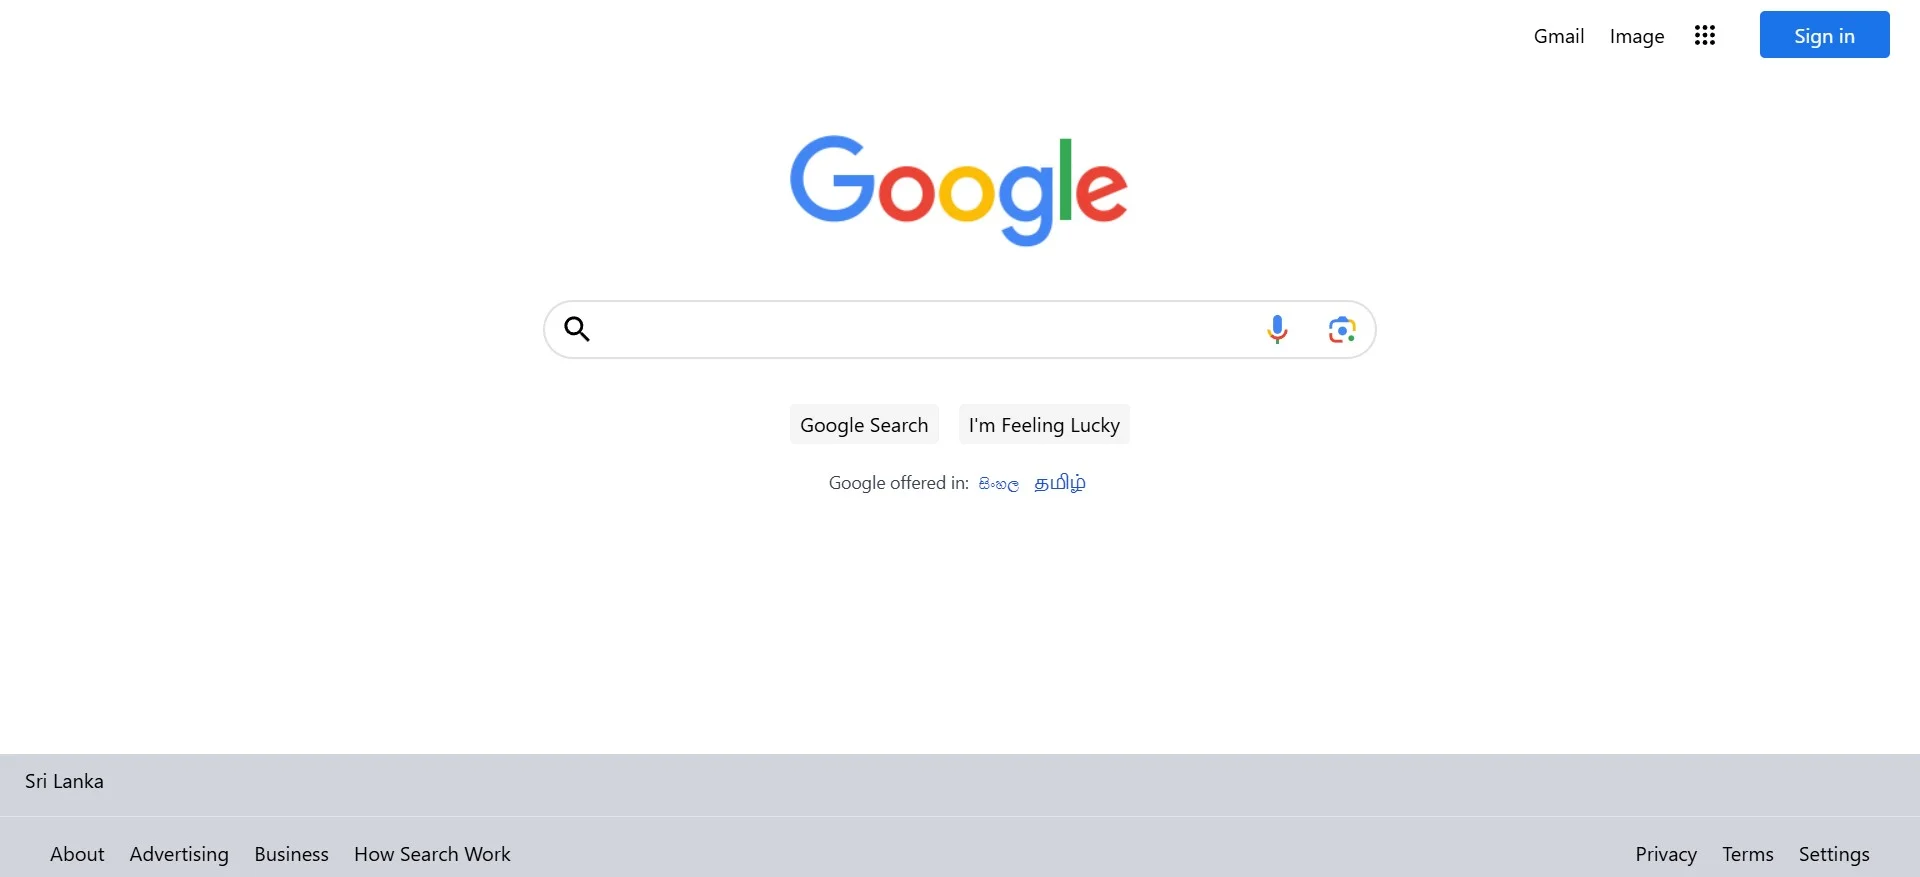 Gmail Image Sign in
Google
Google Search I'm Feeling Lucky
Google offered in: සිංහල தமிழ்
Sri Lanka
About Advertising Business How Search Work Privacy Terms Settings